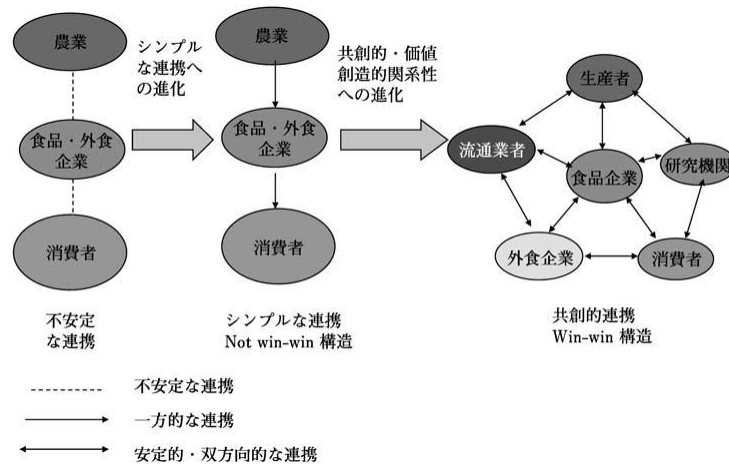 農業
食品・外食
企業
消費者
不安定
な連携
シンプル
な連携へ
の進化
農業
食品・外食
企業
消費者
シンプルな連携
Not win-win 構造
共創的・価値
創造的関係性
への進化
生産者
流通業者
食品企業
研究機関
外食企業
消費者
共創的連携
Win-win 構造
不安定な連携
一方的な連携
安定的・双方向的な連携